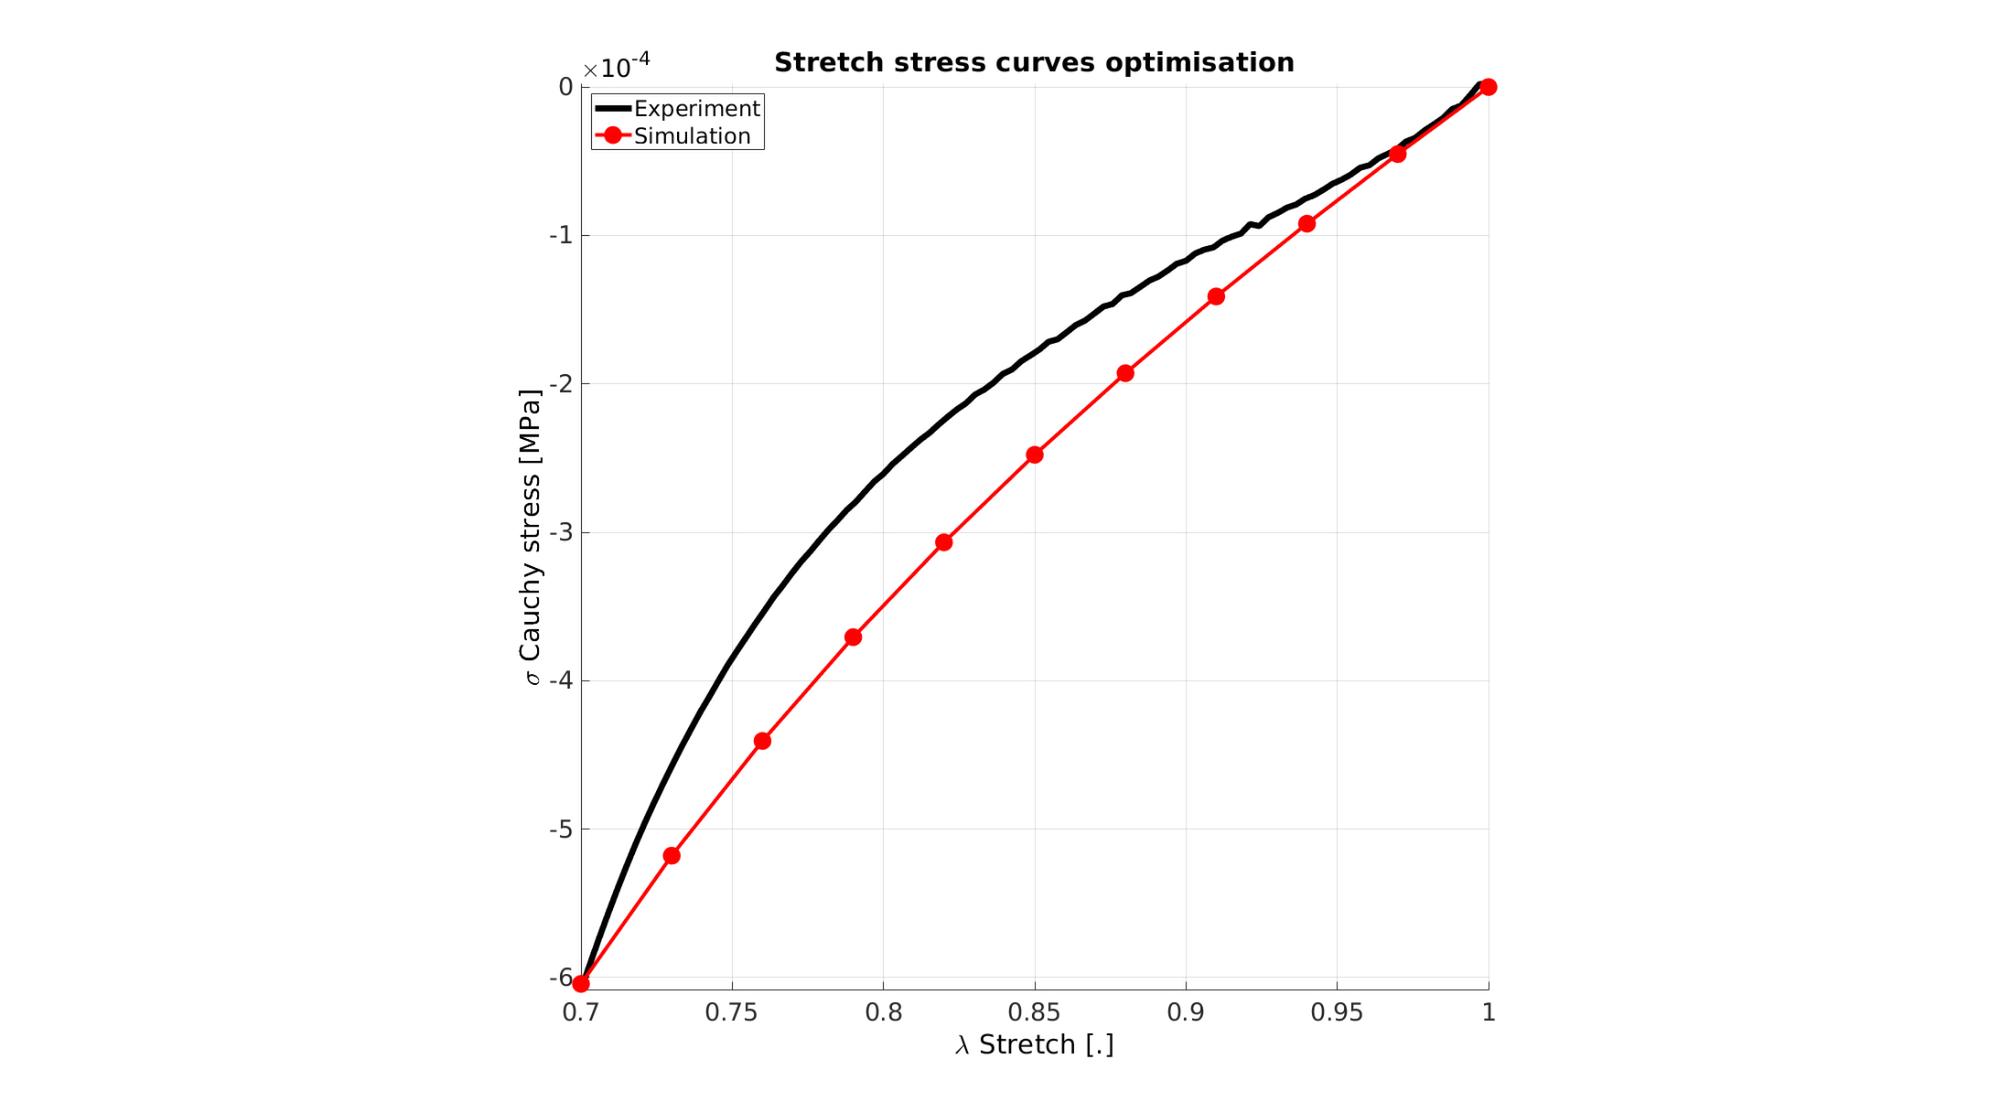 Stretch stress curves optimisation
×10-4
Experiment
Simulation
0
-1
-2
-3
-4
-5
-6
σ Cauchy stress [MPa]
0.7 0.75 0.8 0.85 0.9 0.95 1
λ Stretch [.]